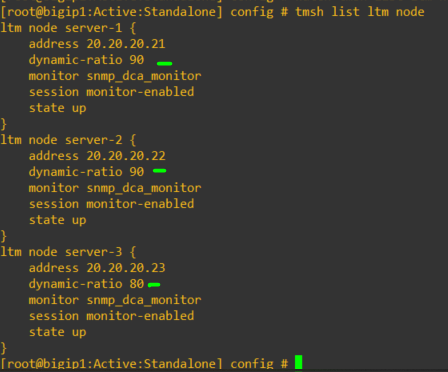 [root@bigip1:Active:Standalone] config # tmsh list ltm node
ltm node server-1 {
    address 20.20.20.21
    dynamic-ratio 90
    monitor snmp_dca_monitor
    session monitor-enabled
    state up
}
ltm node server-2 {
    address 20.20.20.22
    dynamic-ratio 90
    monitor snmp_dca_monitor
    session monitor-enabled
    state up
}
ltm node server-3 {
    address 20.20.20.23
    dynamic-ratio 80
    monitor snmp_dca_monitor
    session monitor-enabled
    state up
}
[root@bigip1:Active:Standalone] config #